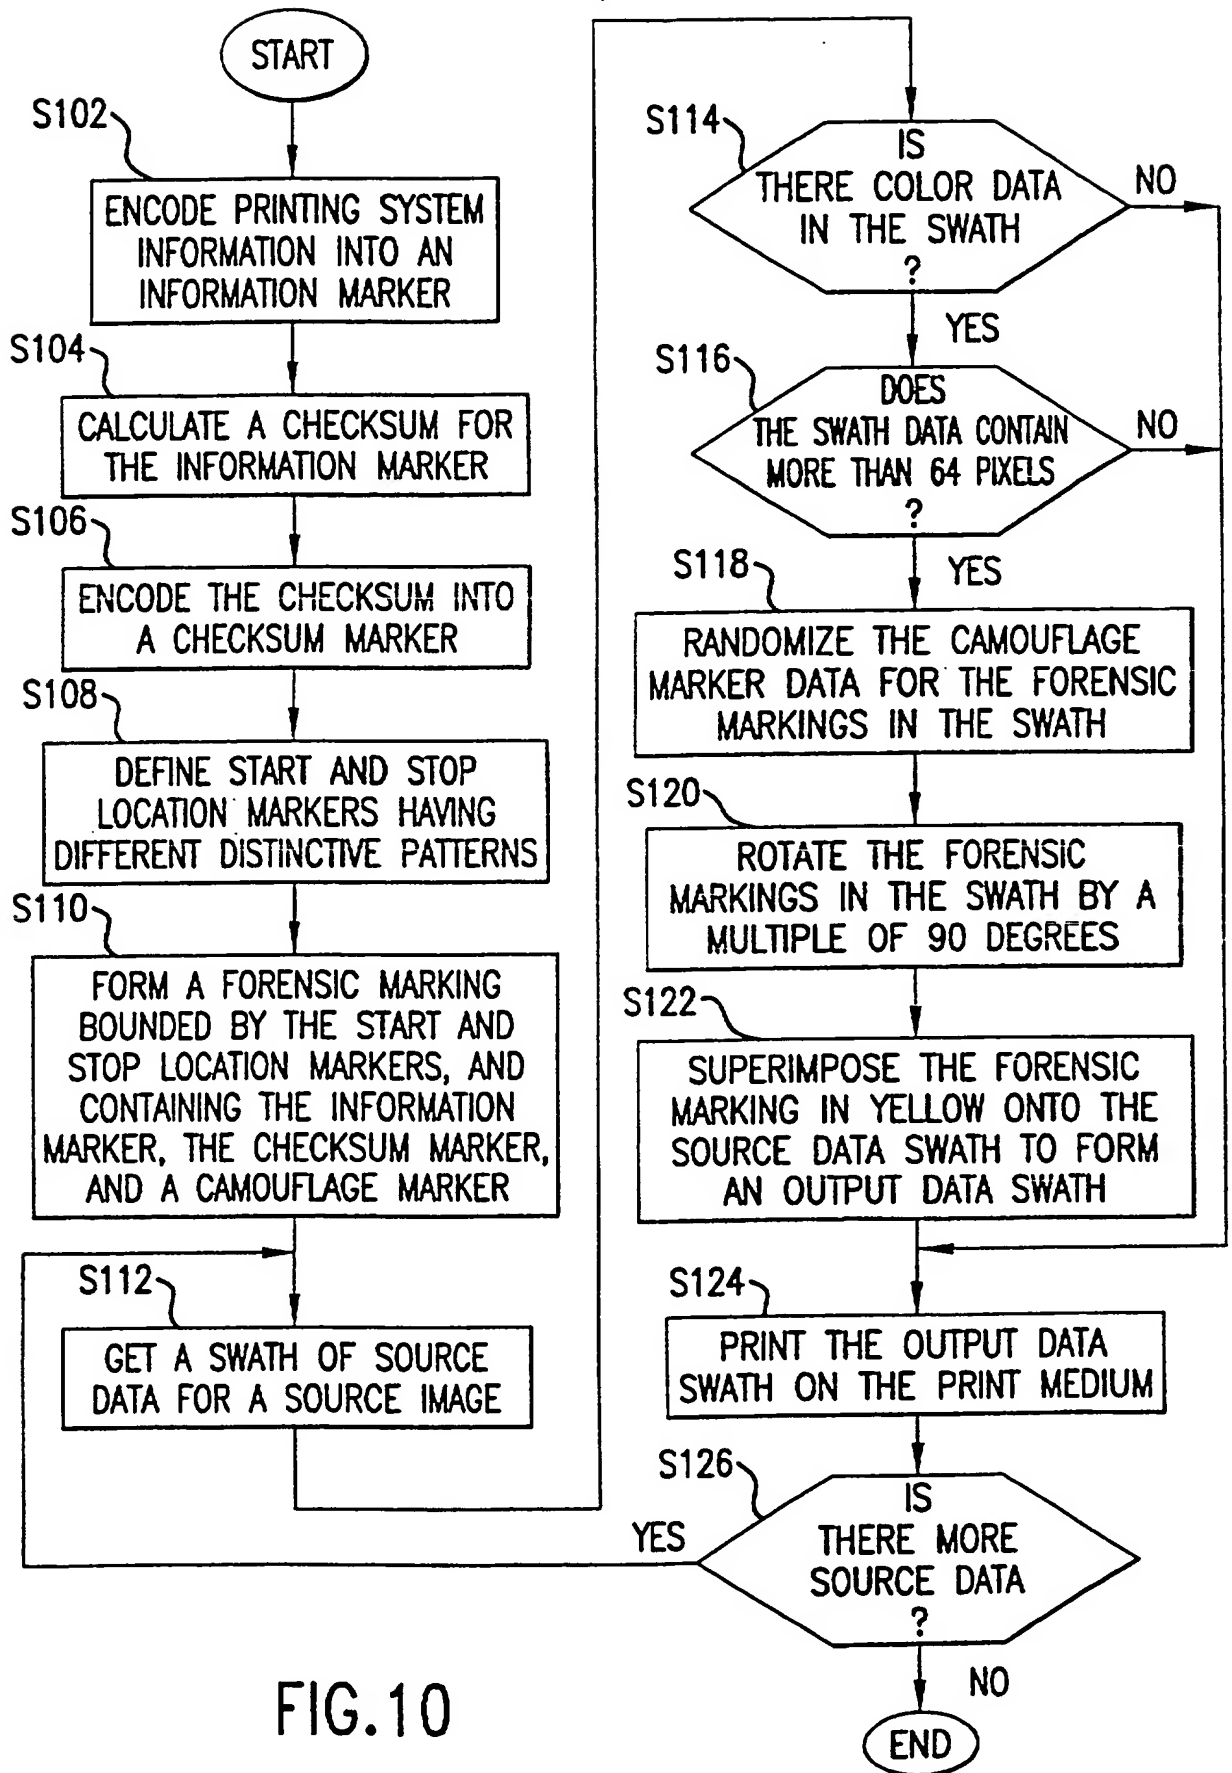 START
S102
ENCODE PRINTING SYSTEM
INFORMATION INTO AN
INFORMATION MARKER
S104
CALCULATE A CHECKSUM FOR
THE INFORMATION MARKER
S106
ENCODE THE CHECKSUM INTO
A CHECKSUM MARKER
S108
DEFINE START AND STOP
LOCATION MARKERS HAVING
DIFFERENT DISTINCTIVE PATTERNS
S110
FORM A FORENSIC MARKING
BOUNDED BY THE START AND
STOP LOCATION MARKERS, AND
CONTAINING THE INFORMATION
MARKER, THE CHECKSUM MARKER,
AND A CAMOUFLAGE MARKER
S112
GET A SWATH OF SOURCE
DATA FOR A SOURCE IMAGE
S114
IS
THERE COLOR DATA
IN THE SWATH
?
NO
YES
S116
DOES
THE SWATH DATA CONTAIN
MORE THAN 64 PIXELS
?
NO
YES
S118
RANDOMIZE THE CAMOUFLAGE
MARKER DATA FOR THE FORENSIC
MARKINGS IN THE SWATH
S120
ROTATE THE FORENSIC
MARKINGS IN THE SWATH BY A
MULTIPLE OF 90 DEGREES
S122
SUPERIMPOSE THE FORENSIC
MARKING IN YELLOW ONTO THE
SOURCE DATA SWATH TO FORM
AN OUTPUT DATA SWATH
S124
PRINT THE OUTPUT DATA
SWATH ON THE PRINT MEDIUM
S126
IS
THERE MORE
SOURCE DATA
?
YES
NO
END
FIG.10